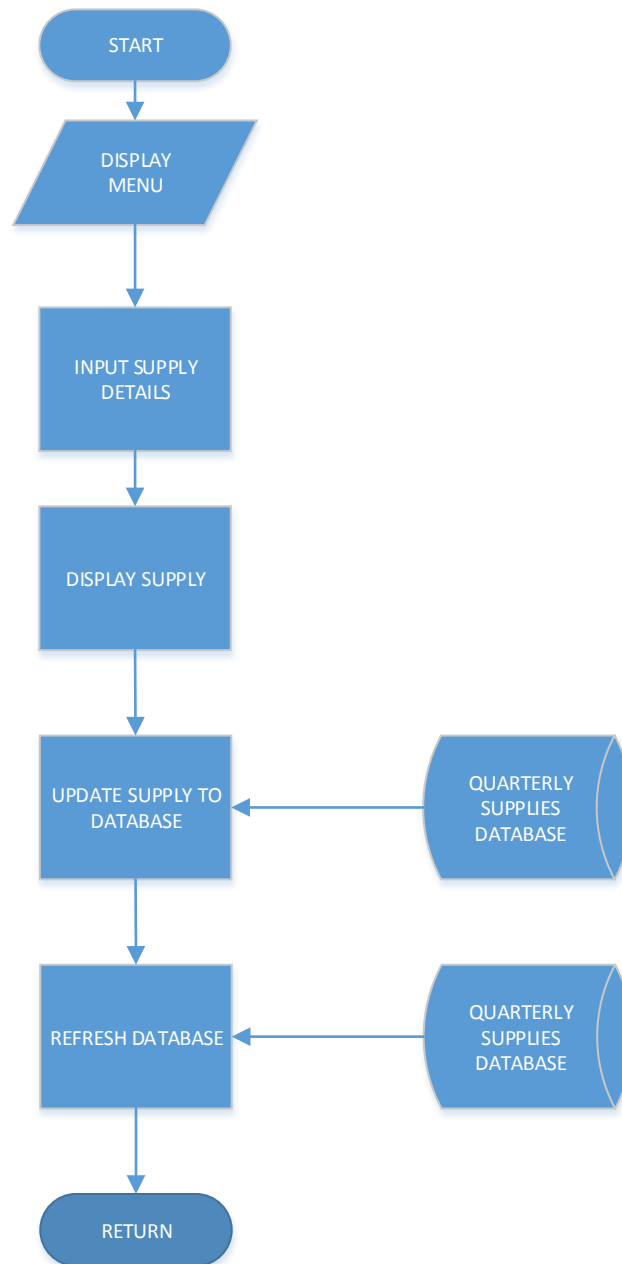 START
DISPLAY
MENU
INPUT SUPPLY
DETAILS
DISPLAY SUPPLY
UPDATE SUPPLY TO
DATABASE
QUARTERLY
SUPPLIES
DATABASE
REFRESH DATABASE
QUARTERLY
SUPPLIES
DATABASE
RETURN